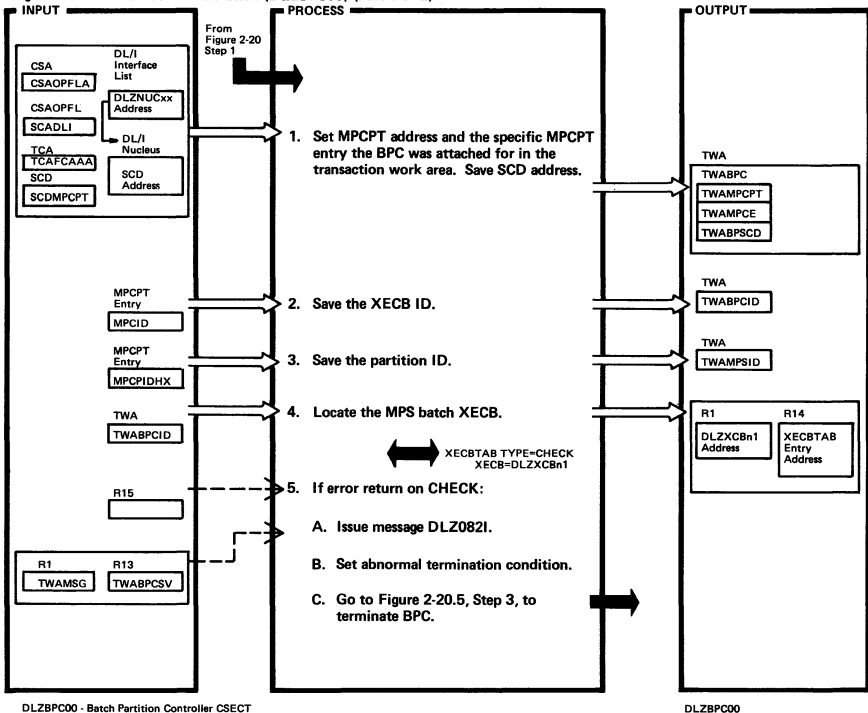 INPUT
PROCESS
OUTPUT
From
Figure 2-20
Step 1
CSA
CSAOPFLA
CSAOPFL
SCADLI
TCA
TCAFCAAA
SCD
SCDMPCPT
DL/I
Interface
List
DLZNUCxx
Address
DL/I
Nucleus
SCD
Address
1. Set MPCPT address and the specific MPCPT
entry the BPC was attached for in the
transaction work area. Save SCD address.
TWA
TWABPC
TWAMPCPT
TWAMPCE
TWABPSCD
MPCPT
Entry
MPCID
2. Save the XECB ID.
TWA
TWABPCID
MPCPT
Entry
MPCPIDHX
3. Save the partition ID.
TWA
TWAMPSID
TWA
TWABPCID
4. Locate the MPS batch XECB.
R1
DLZXCBn1
Address
R14
XECBTAB
Entry
Address
XECBTAB TYPE=CHECK
XECB=DLZXCBn1
R15
5. If error return on CHECK:
A. Issue message DLZ082I.
R1
TWAMSG
R13
TWABPCSV
B. Set abnormal termination condition.
C. Go to Figure 2-20.5, Step 3, to
terminate BPC.
DLZBPC00 - Batch Partition Controller CSECT
DLZBPC00